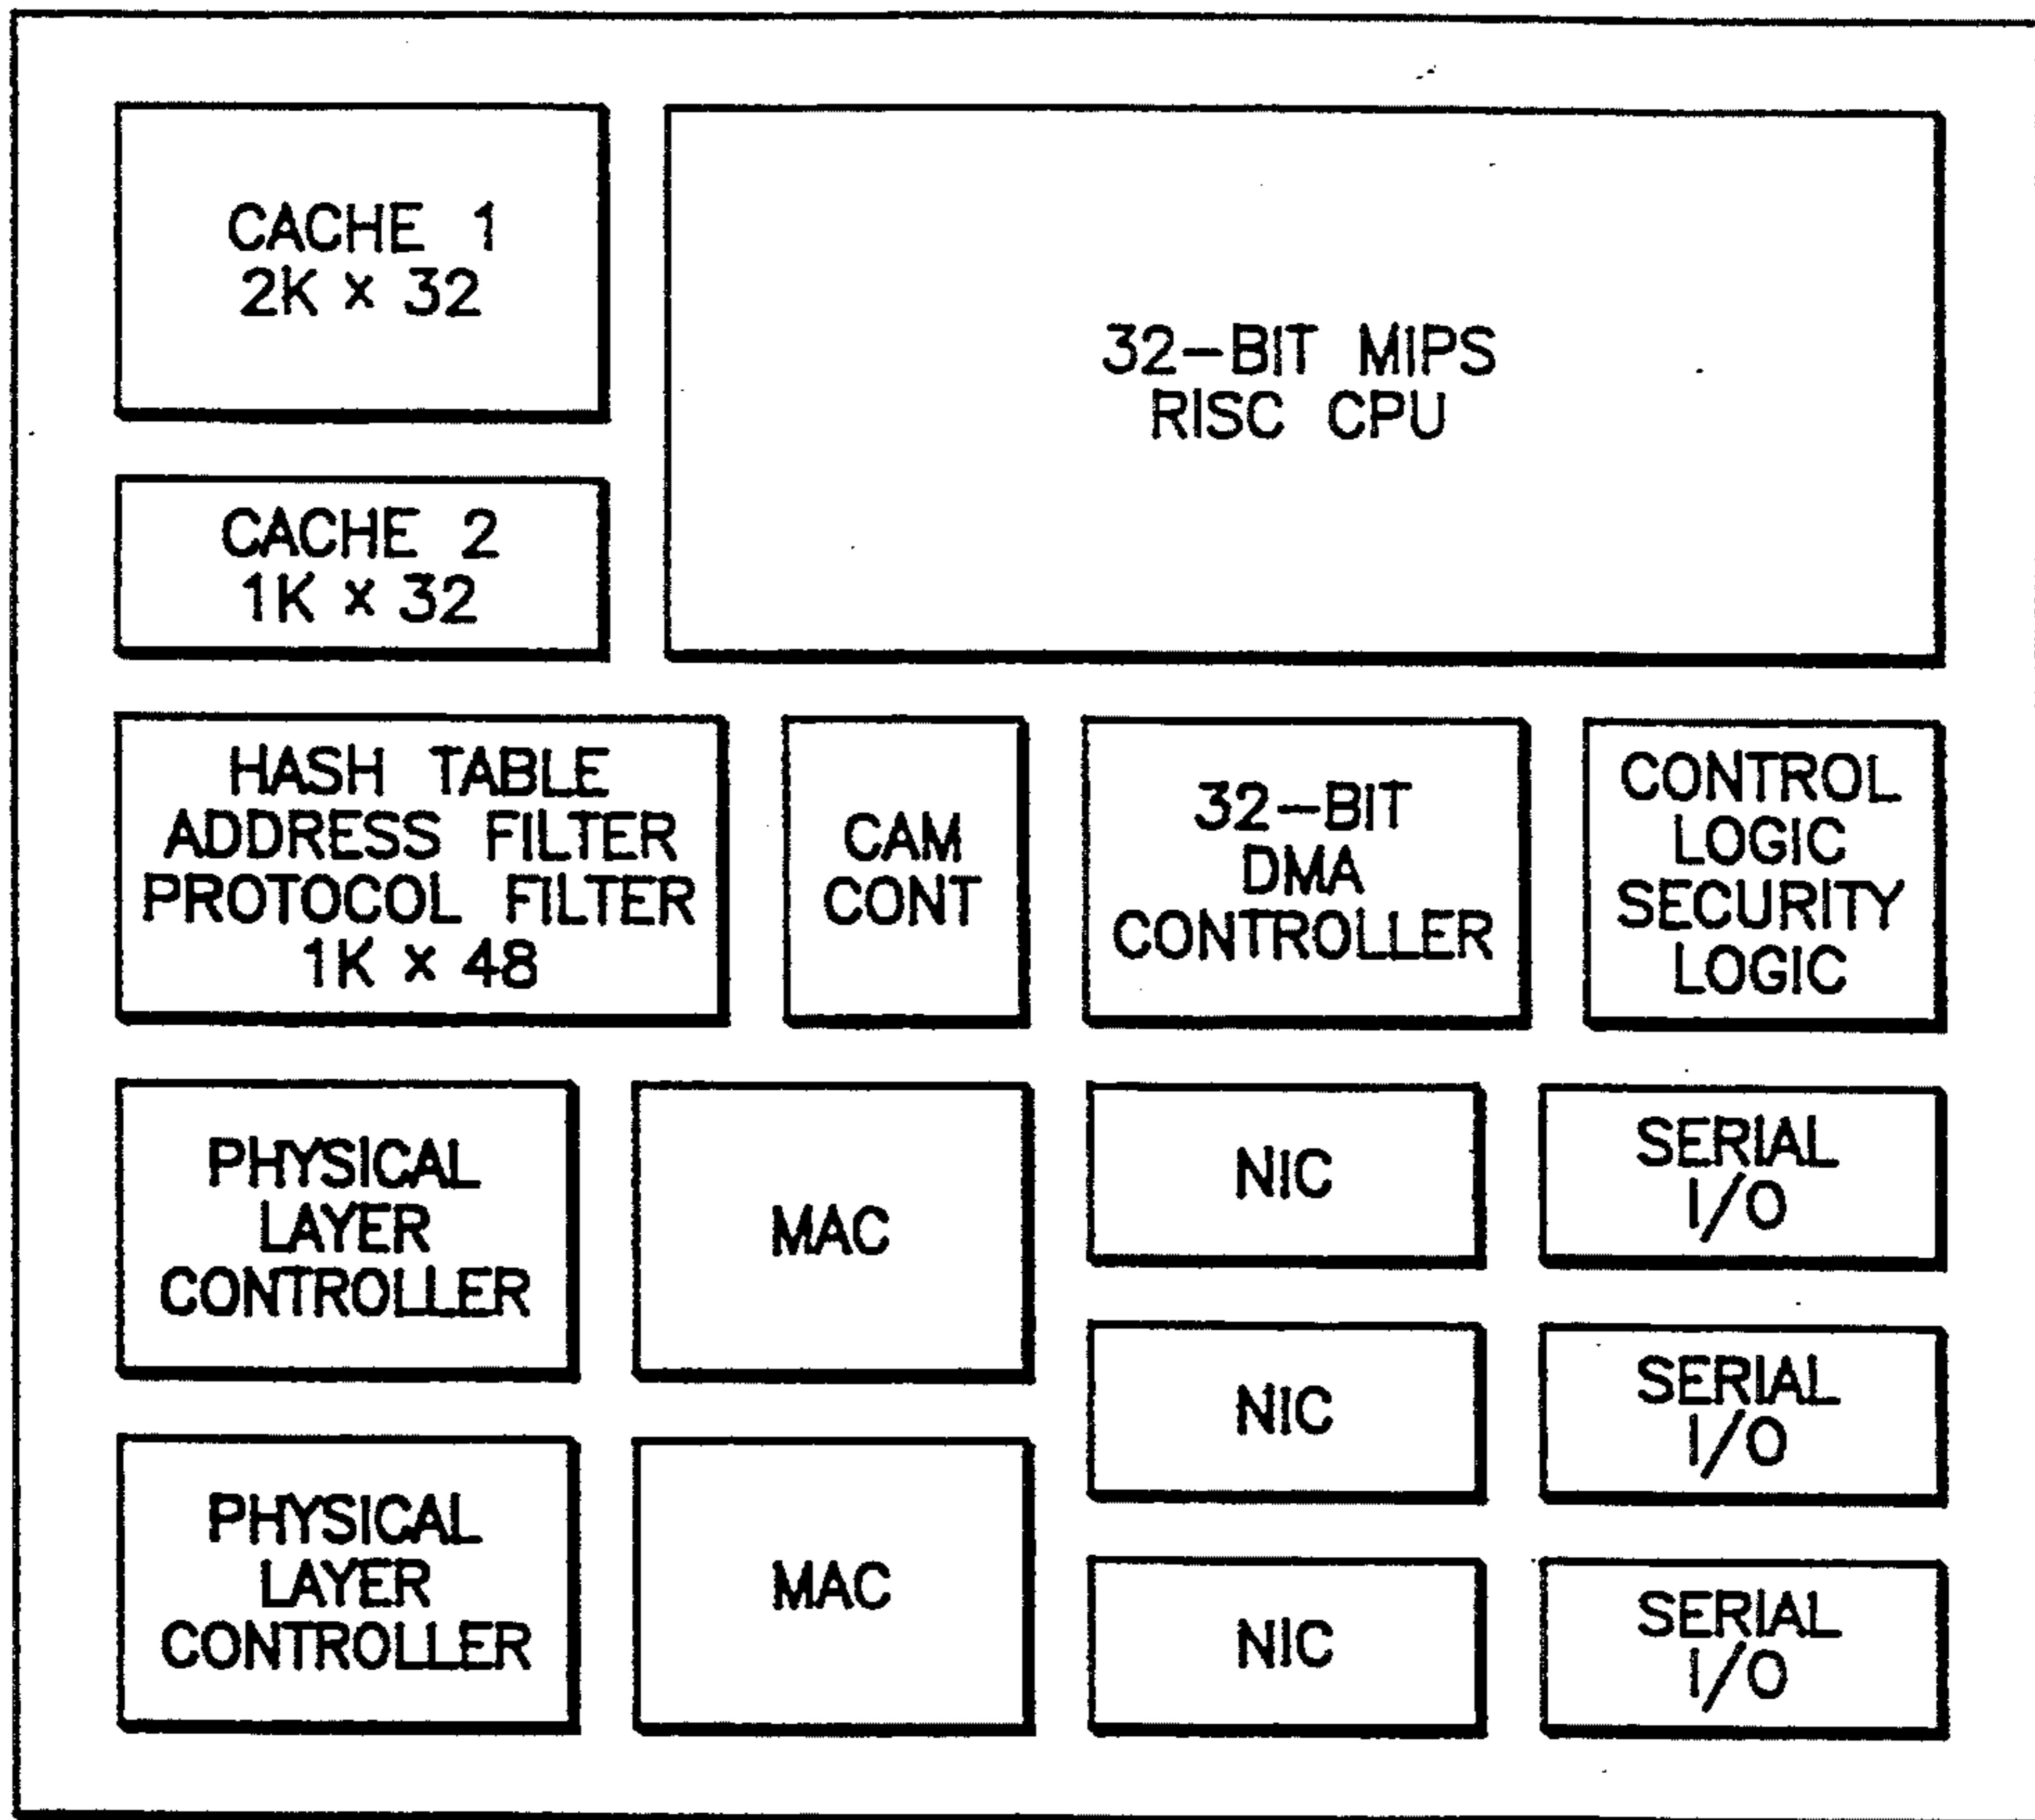 CACHE 1
2K × 32
32-BIT MIPS
RISC CPU
CACHE 2
1K × 32
HASH TABLE
ADDRESS FILTER
PROTOCOL FILTER
1K × 48
CAM
CONT
32-BIT
DMA
CONTROLLER
CONTROL
LOGIC
SECURITY
LOGIC
PHYSICAL
LAYER
CONTROLLER
MAC
NIC
SERIAL
I/O
NIC
SERIAL
I/O
PHYSICAL
LAYER
CONTROLLER
MAC
NIC
SERIAL
I/O